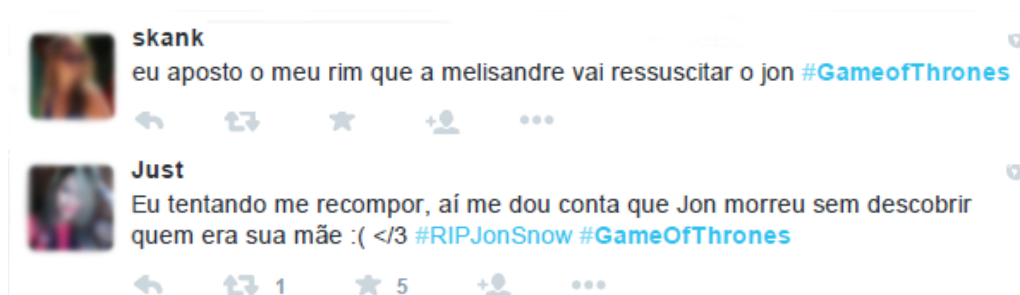 skank
eu aposto o meu rim que a melisandre vai ressuscitar o jon #GameofThrones
Just
Eu tentando me recompor, aí me dou conta que Jon morreu sem descobrir
quem era sua mãe :( </3 #RIPJonSnow #GameOfThrones
1 5